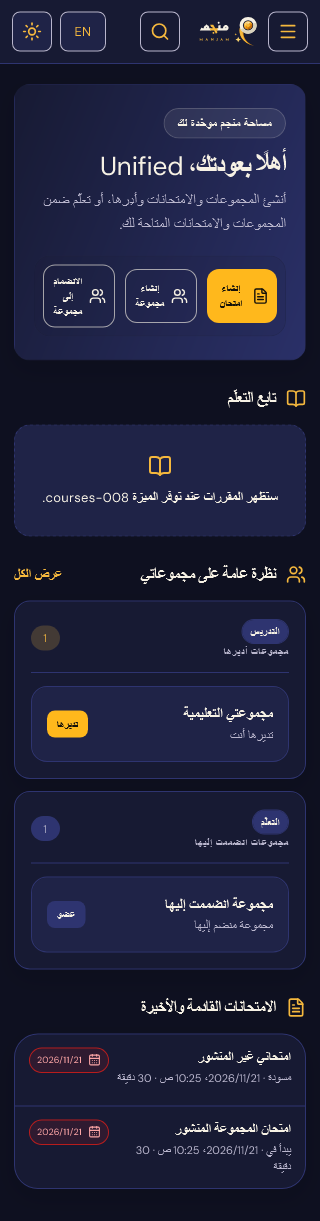 منجم
MANJAM
EN
مساحة منجم موحّدة لك
أهلًا بعودتك، Unified
أنشئ المجموعات والامتحانات وأدِرها، أو تعلّم ضمن
المجموعات والامتحانات المتاحة لك.
إنشاء
امتحان
إنشاء
مجموعة
الانضمام
إلى
مجموعة
تابع التعلّم
ستظهر المقررات عند توفر الميزة 008-courses.
نظرة عامة على مجموعاتي
عرض الكل
التدريس
مجموعات أديرها
1
مجموعتي التعليمية
تديرها أنت
تديرها
التعلّم
مجموعات انضممت إليها
1
مجموعة انضممت إليها
مجموعة منضم إليها
عضو
الامتحانات القادمة والأخيرة
امتحاني غير المنشور
مسودة · 2026/11/21، 10:25 ص · 30 دقيقة
2026/11/21
امتحان المجموعة المنشور
يبدأ في · 2026/11/21، 10:25 ص · 30
دقيقة
2026/11/21